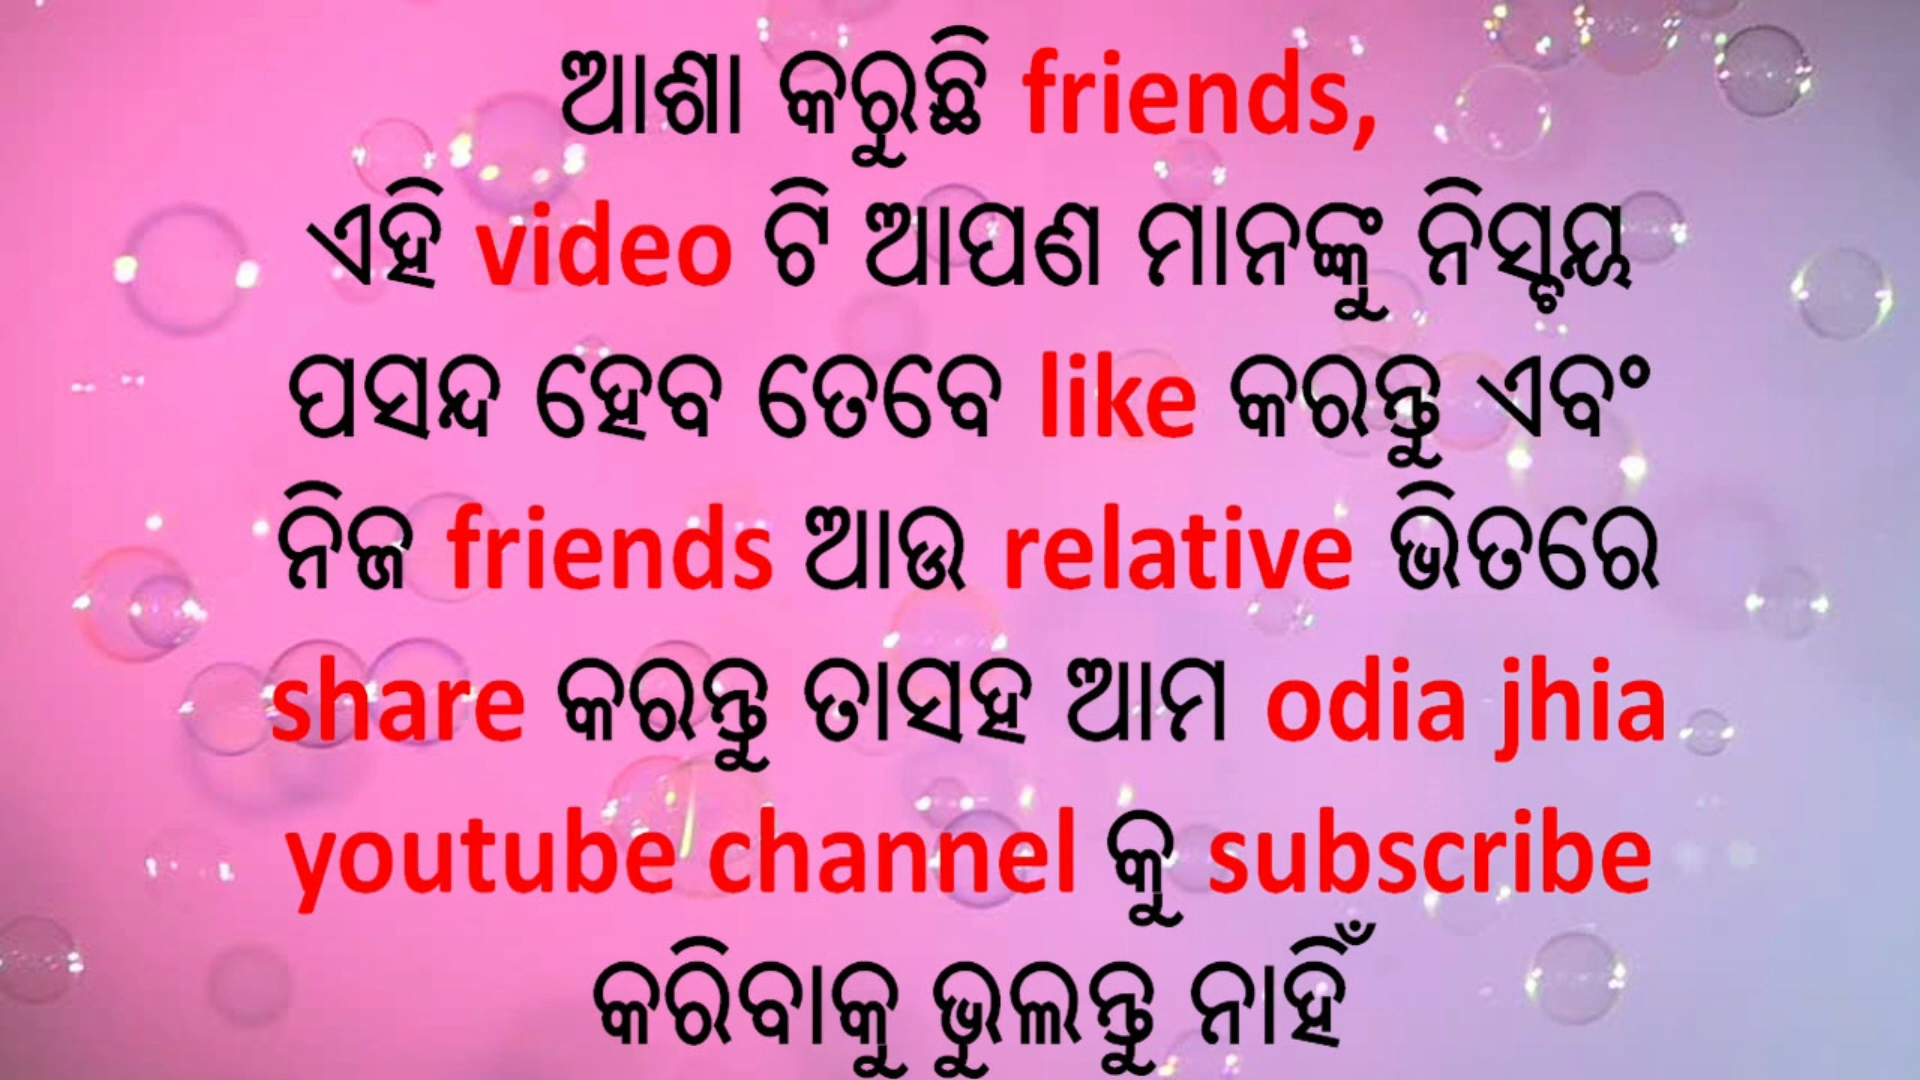 ଆଶା କରୁଛି friends,
ଏହି video ଟି ଆପଣ ମାନଙ୍କୁ ନିସ୍ଚୟ
ପସନ୍ଦ ହେବ ତେବେ like କରନ୍ତୁ ଏବଂ
ନିଜ friends ଆଉ relative ଭିତରେ
share କରନ୍ତୁ ତାସହ ଆମ odia jhia
youtube channel କୁ subscribe
କରିବାକୁ ଭୁଲନ୍ତୁ ନାହିଁ